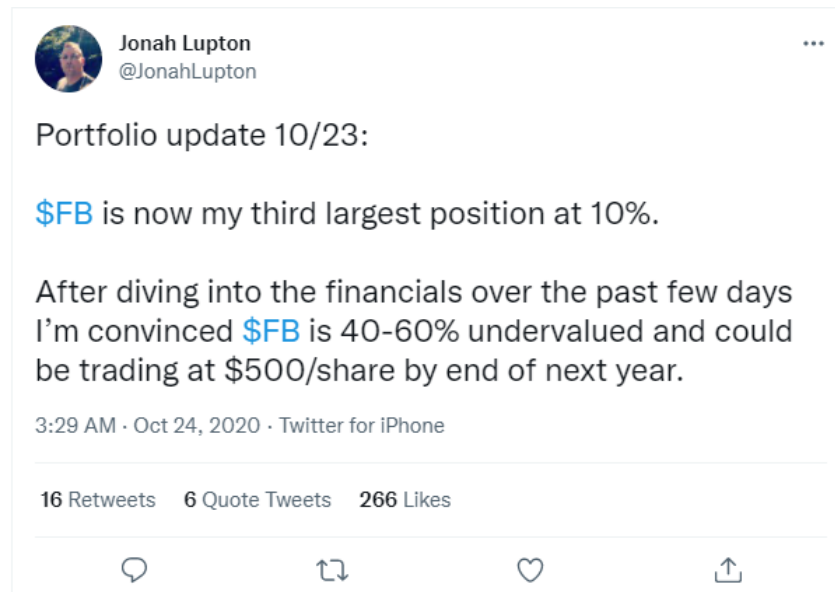 Jonah Lupton
@JonahLupton
Portfolio update 10/23:
$FB is now my third largest position at 10%.
After diving into the financials over the past few days
I’m convinced $FB is 40-60% undervalued and could
be trading at $500/share by end of next year.
3:29 AM · Oct 24, 2020 · Twitter for iPhone
16 Retweets 6 Quote Tweets 266 Likes